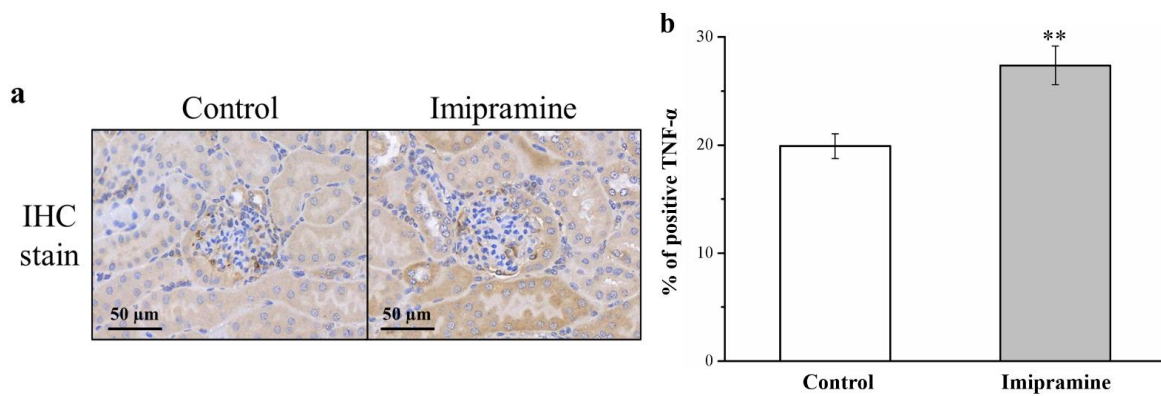 a
Control
Imipramine
IHC
stain
50 μm
50 μm
b
% of positive TNF-α
30
20
10
0
**
Control
Imipramine